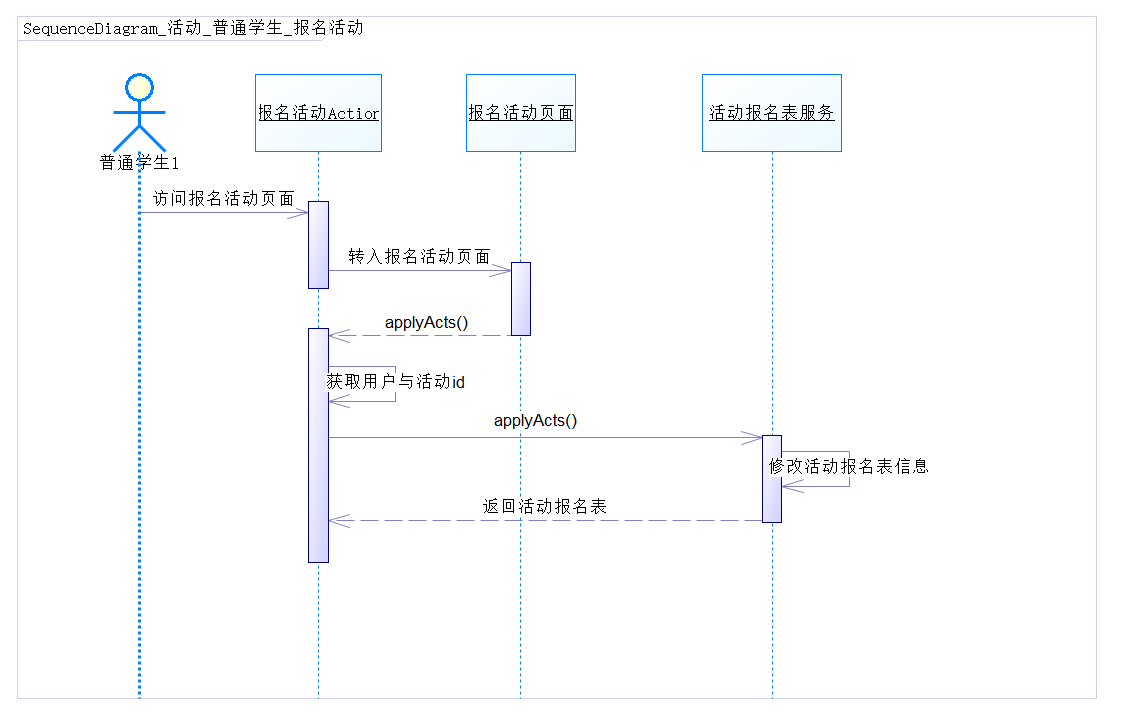 SequenceDiagram_活动_普通学生_报名活动
普通学生1
报名活动Actior
报名活动页面
活动报名表服务
访问报名活动页面
转入报名活动页面
applyActs()
获取用户与活动id
applyActs()
修改活动报名表信息
返回活动报名表